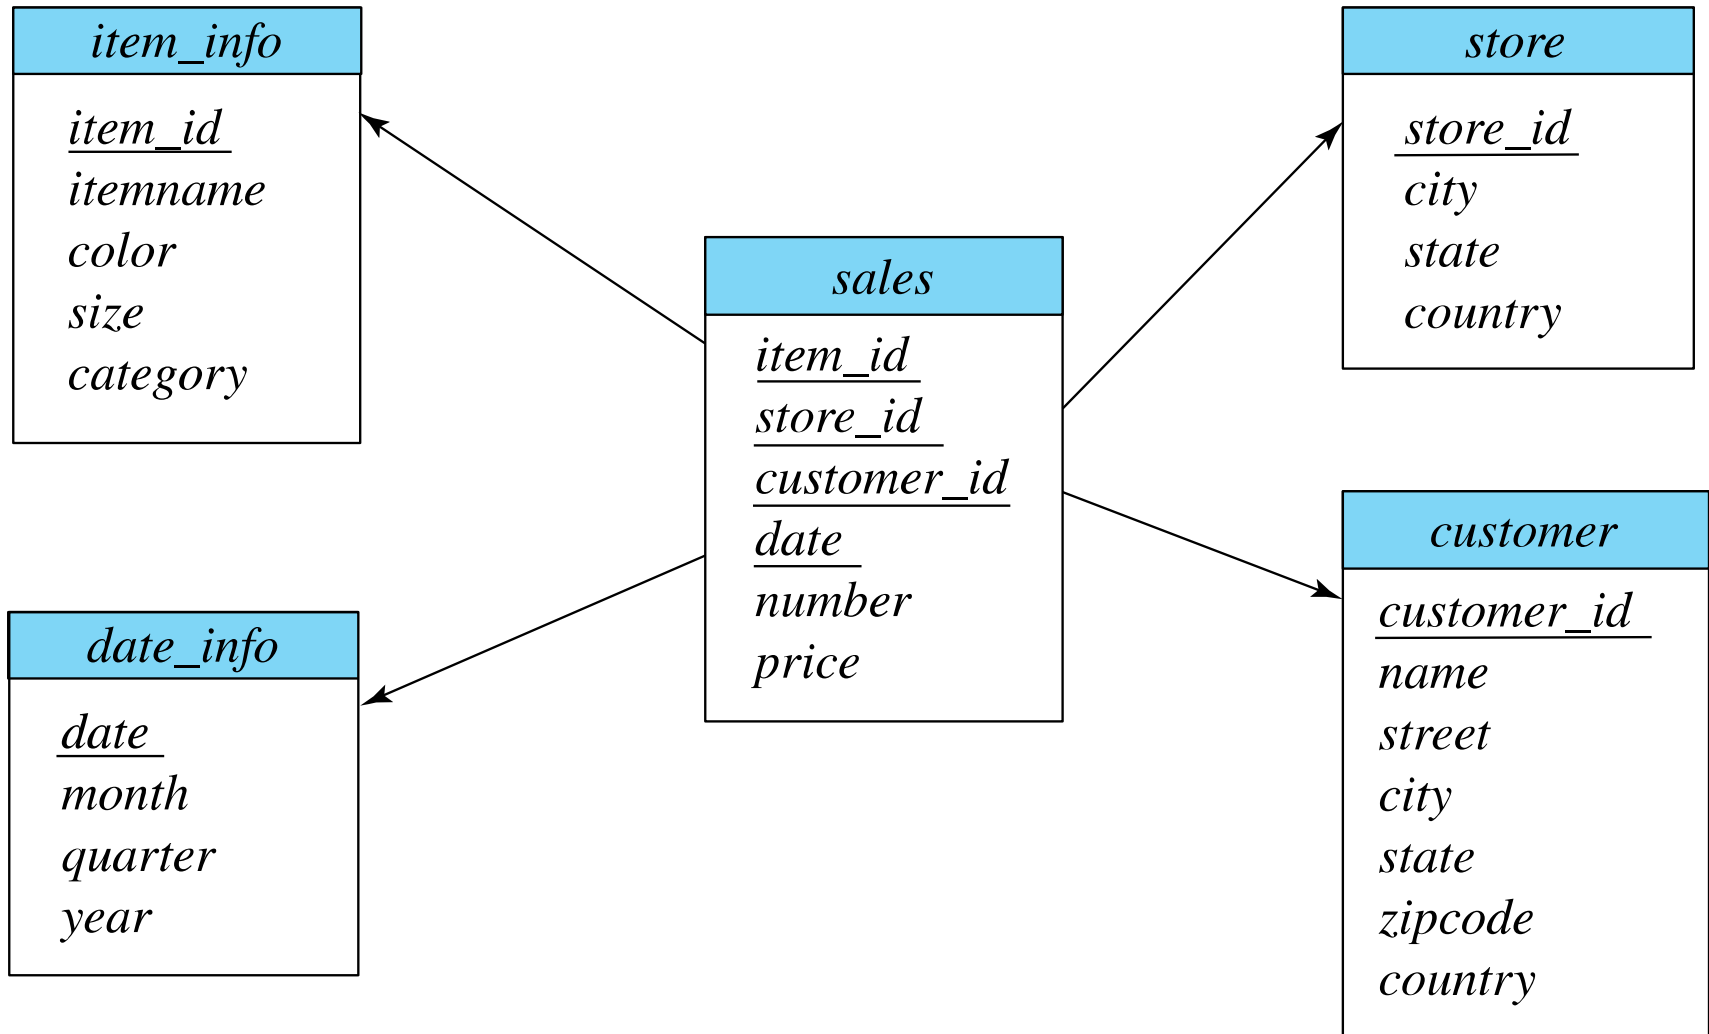 item_info
item_id
itemname
color
size
category
store
store_id
city
state
country
sales
item_id
store_id
customer_id
date
number
price
date_info
date
month
quarter
year
customer
customer_id
name
street
city
state
zipcode
country